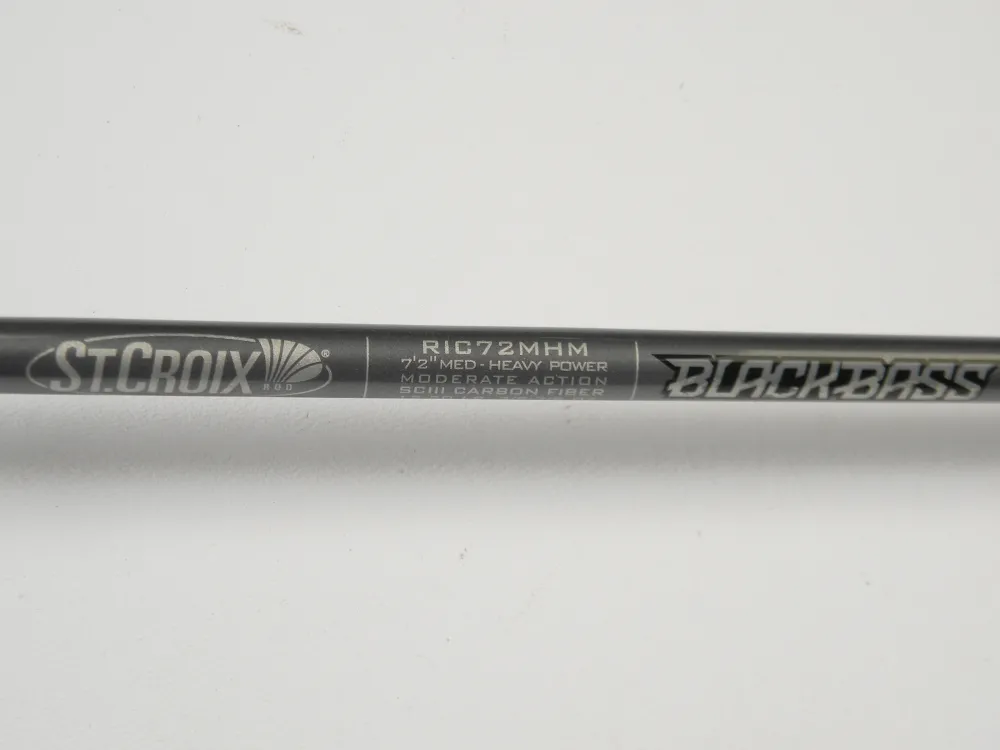 ST.CROIX®
ROD
RIC72MHM
7'2" MED-HEAVY POWER
MODERATE ACTION
SCIII CARBON FIBER
BLACKBASS